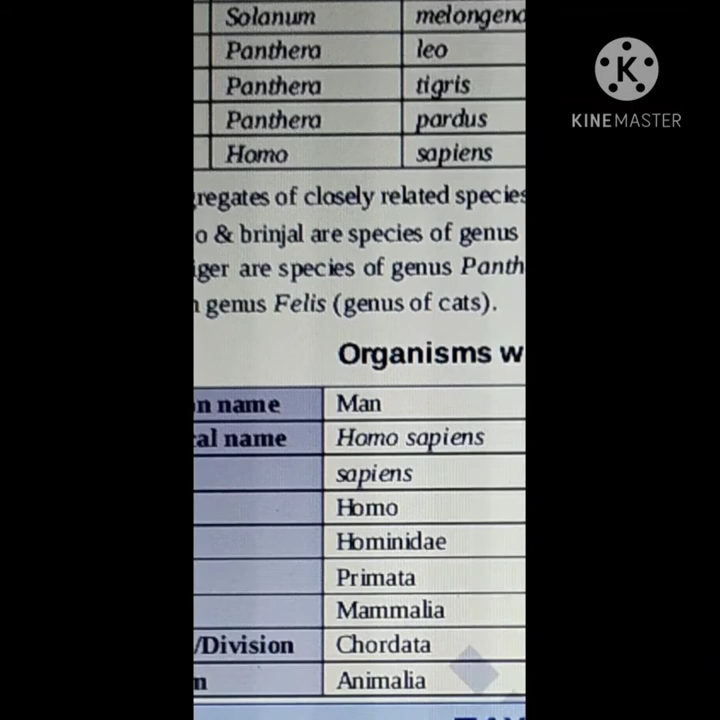 Solanum melongena
Panthera leo
Panthera tigris
Panthera pardus
Homo sapiens
regates of closely related species
o & brinjal are species of genus
iger are species of genus Panth
genus Felis (genus of cats).
Organisms w
n name Man
al name Homo sapiens
sapiens
Homo
Hominidae
Primata
Mammalia
/Division Chordata
n Animalia
KINEMASTER